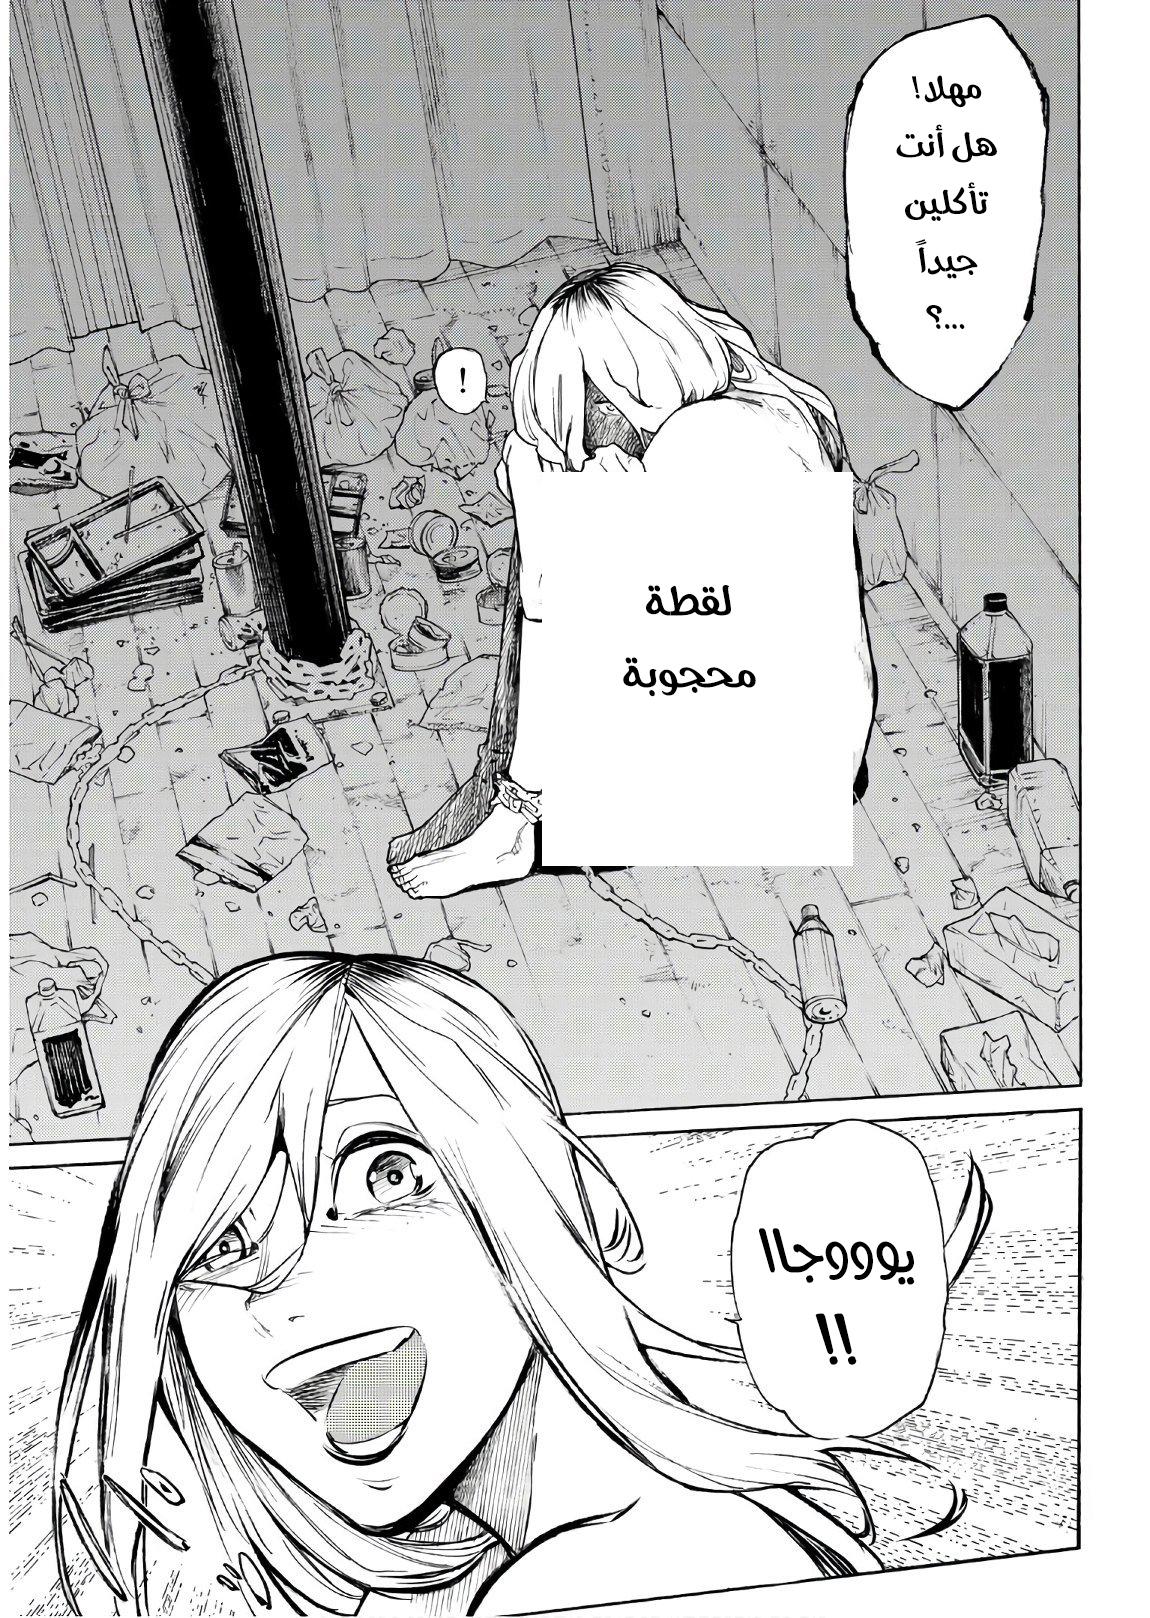 مهلا!
هل أنت
تأكلين
جيداً
...؟
!
لقطة
محجوبة
يوووجاا
!!